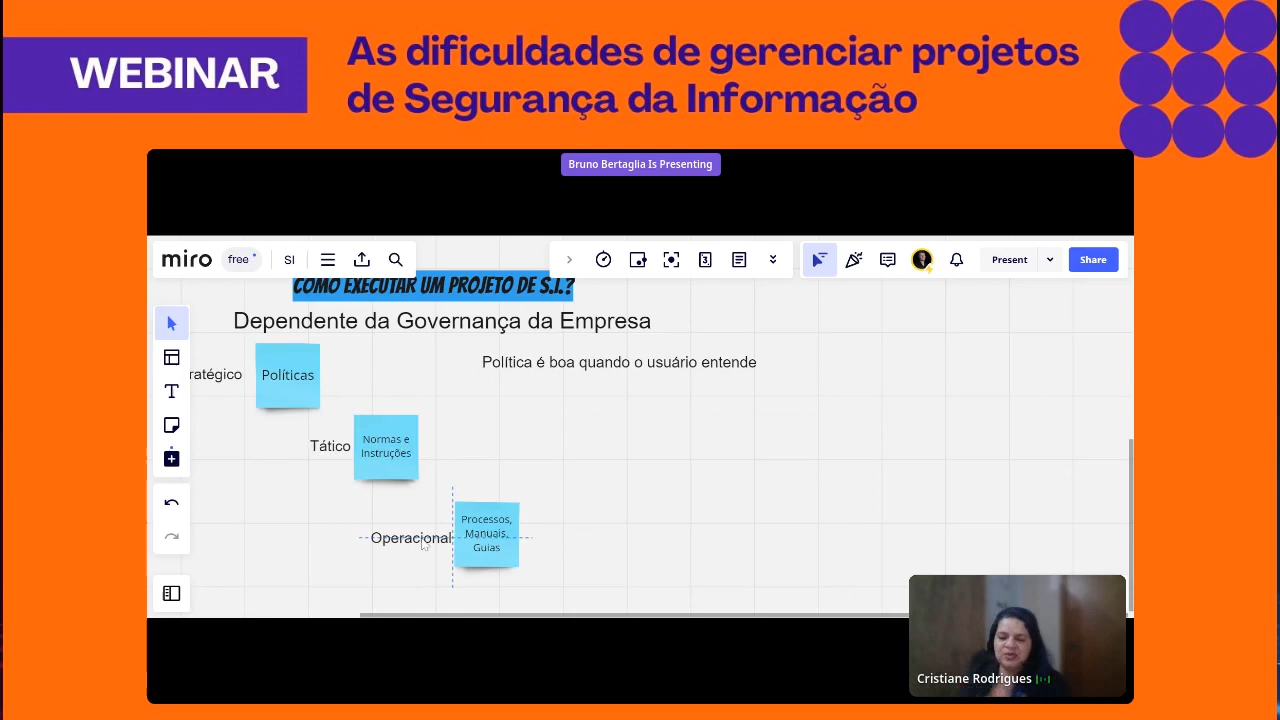 WEBINAR
As dificuldades de gerenciar projetos
de Segurança da Informação
Bruno Bertaglia Is Presenting
miro
free
SI
3
Present
Share
COMO EXECUTAR UM PROJETO DE S.I.?
Dependente da Governança da Empresa
Política é boa quando o usuário entende
ratégico
Políticas
Tático
Normas e
Instruções
Operacional
Processos,
Manuais,
Guias
Cristiane Rodrigues